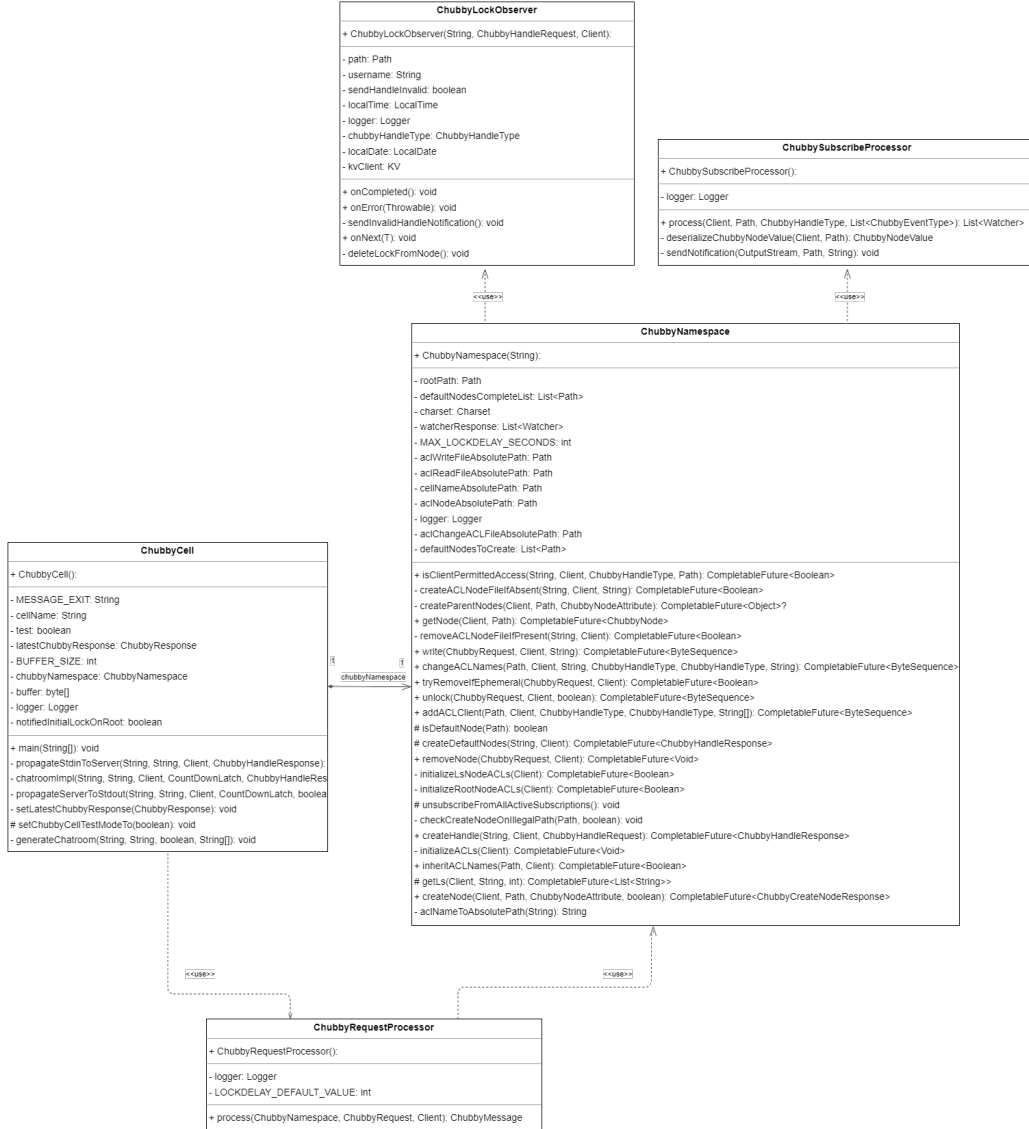 ChubbyLockObserver
+ ChubbyLockObserver(String, ChubbyHandleRequest, Client):
- path: Path
- username: String
- sendHandleInvalid: boolean
- localTime: LocalTime
- logger: Logger
- chubbyHandleType: ChubbyHandleType
- localDate: LocalDate
- kvClient: KV
+ onCompleted(): void
+ onError(Throwable): void
- sendInvalidHandleNotification(): void
+ onNext(T): void
- deleteLockFromNode(): void
ChubbySubscribeProcessor
+ ChubbySubscribeProcessor():
- logger: Logger
+ process(Client, Path, ChubbyHandleType, List<ChubbyEventType>): List<Watcher>
- deserializeChubbyNodeValue(Client, Path): ChubbyNodeValue
- sendNotification(OutputStream, Path, String): void
<<use>>
<<use>>
ChubbyNamespace
+ ChubbyNamespace(String):
- rootPath: Path
- defaultNodesCompleteList: List<Path>
- charset: Charset
- watcherResponse: List<Watcher>
- MAX_LOCKDELAY_SECONDS: int
- aclWriteFileAbsolutePath: Path
- aclReadFileAbsolutePath: Path
- cellNameAbsolutePath: Path
- aclNodeAbsolutePath: Path
- logger: Logger
- aclChangeACLFileAbsolutePath: Path
- defaultNodesToCreate: List<Path>
+ isClientPermittedAccess(String, Client, ChubbyHandleType, Path): CompletableFuture<Boolean>
- createACLNodeFileIfAbsent(String, Client, String): CompletableFuture<Boolean>
- createParentNodes(Client, Path, ChubbyNodeAttribute): CompletableFuture<Object>?
+ getNode(Client, Path): CompletableFuture<ChubbyNode>
- removeACLNodeFileIfPresent(String, Client): CompletableFuture<Boolean>
+ write(ChubbyRequest, Client, String): CompletableFuture<ByteSequence>
+ changeACLNames(Path, Client, String, ChubbyHandleType, ChubbyHandleType, String): CompletableFuture<ByteSequence>
+ tryRemoveIfEphemeral(ChubbyRequest, Client): CompletableFuture<Boolean>
+ unlock(ChubbyRequest, Client, boolean): CompletableFuture<ByteSequence>
+ addACLClient(Path, Client, ChubbyHandleType, ChubbyHandleType, String[]): CompletableFuture<ByteSequence>
# isDefaultNode(Path): boolean
# createDefaultNodes(String, Client): CompletableFuture<ChubbyHandleResponse>
+ removeNode(ChubbyRequest, Client): CompletableFuture<Void>
- initializeLsNodeACLs(Client): CompletableFuture<Boolean>
- initializeRootNodeACLs(Client): CompletableFuture<Boolean>
# unsubscribeFromAllActiveSubscriptions(): void
- checkCreateNodeOnIllegalPath(Path, boolean): void
+ createHandle(String, Client, ChubbyHandleRequest): CompletableFuture<ChubbyHandleResponse>
- initializeACLs(Client): CompletableFuture<Void>
+ inheritACLNames(Path, Client): CompletableFuture<Boolean>
# getLs(Client, String, int): CompletableFuture<List<String>>
+ createNode(Client, Path, ChubbyNodeAttribute, boolean): CompletableFuture<ChubbyCreateNodeResponse>
- aclNameToAbsolutePath(String): String
ChubbyCell
+ ChubbyCell():
- MESSAGE_EXIT: String
- cellName: String
- test: boolean
- latestChubbyResponse: ChubbyResponse
- BUFFER_SIZE: int
- chubbyNamespace: ChubbyNamespace
- buffer: byte[]
- logger: Logger
- notifiedInitialLockOnRoot: boolean
+ main(String[]): void
- propagateStdinToServer(String, String, Client, ChubbyHandleResponse):
- chatroomImpl(String, String, Client, CountDownLatch, ChubbyHandleRes
- propagateServerToStdout(String, String, Client, CountDownLatch, boolea
- setLatestChubbyResponse(ChubbyResponse): void
# setChubbyCellTestModeTo(boolean): void
- generateChatroom(String, String, boolean, String[]): void
1
1
chubbyNamespace
<<use>>
<<use>>
ChubbyRequestProcessor
+ ChubbyRequestProcessor():
- logger: Logger
- LOCKDELAY_DEFAULT_VALUE: int
+ process(ChubbyNamespace, ChubbyRequest, Client): ChubbyMessage